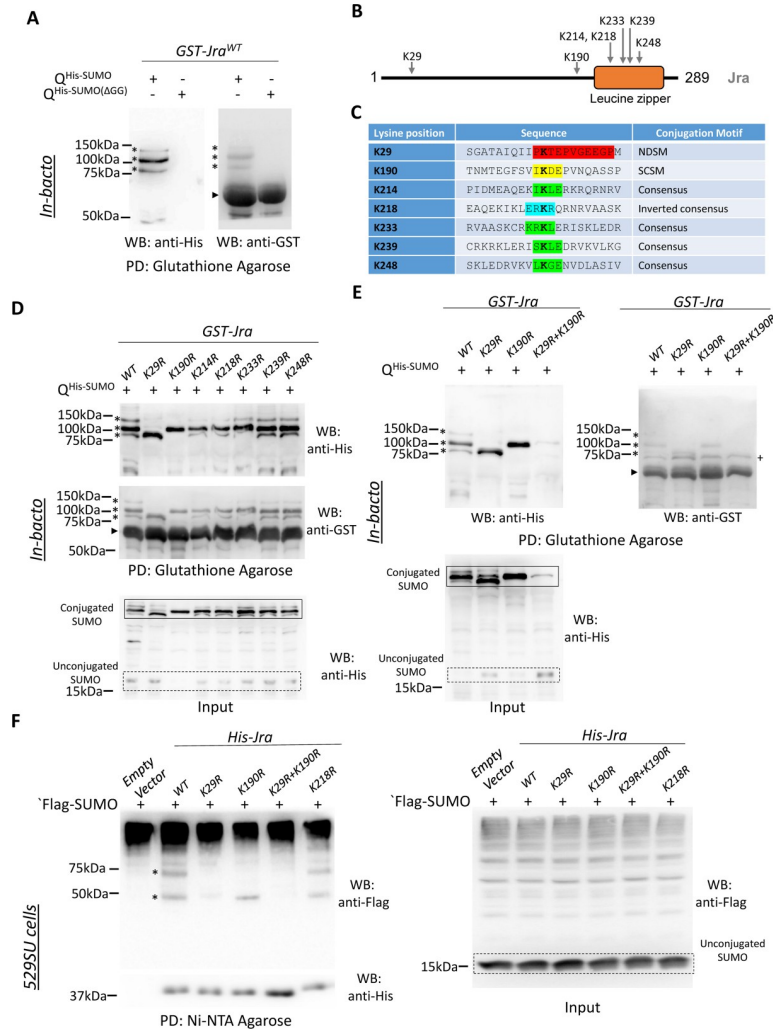 A
GST-Jra^WT
Q^His-SUMO + - + -
Q^His-SUMO(ΔGG) - + - +
150kDa * 150kDa *
100kDa * 100kDa *
75kDa * 75kDa *
50kDa 50kDa
In-bacto
WB: anti-His WB: anti-GST
PD: Glutathione Agarose
B
K29 K190 K214, K218 K233 K239 K248
1 289 Jra
Leucine zipper
C
Lysine position Sequence Conjugation Motif
K29 SGATAIQIIPKTEPVGEEGPM NDSM
K190 TNMTEGFSVIKDEPVNQASSP SCSM
K214 PIDMEAQEKIKLERKRQRNRV Consensus
K218 EAQEKIKLERKRQRNRVAASK Inverted consensus
K233 RVAASKCRKRKLERISKLEDR Consensus
K239 CRKRKLERISKLEDRVKVLKG Consensus
K248 SKLEDRVKVLKGENVDLASIV Consensus
D
GST-Jra
WT K29R K190R K214R K218R K233R K239R K248R
Q^His-SUMO + + + + + + + +
150kDa *
100kDa *
75kDa *
WB: anti-His
150kDa *
100kDa *
75kDa *
50kDa
WB: anti-GST
In-bacto
PD: Glutathione Agarose
Conjugated SUMO
Unconjugated SUMO
15kDa
WB: anti-His
Input
E
GST-Jra GST-Jra
WT K29R K190R K29R+K190R WT K29R K190R K29R+K190R
Q^His-SUMO + + + + + + + +
150kDa * 150kDa *
100kDa * 100kDa *
75kDa * 75kDa * +
WB: anti-His WB: anti-GST
PD: Glutathione Agarose
In-bacto
Conjugated SUMO
Unconjugated SUMO
15kDa
WB: anti-His
Input
F
His-Jra His-Jra
Empty Vector WT K29R K190R K29R+K190R K218R Empty Vector WT K29R K190R K29R+K190R K218R
`Flag-SUMO + + + + + + `Flag-SUMO + + + + + +
75kDa *
50kDa *
WB: anti-Flag
37kDa
WB: anti-His
529SU cells
PD: Ni-NTA Agarose
WB: anti-Flag
Unconjugated SUMO
15kDa
Input